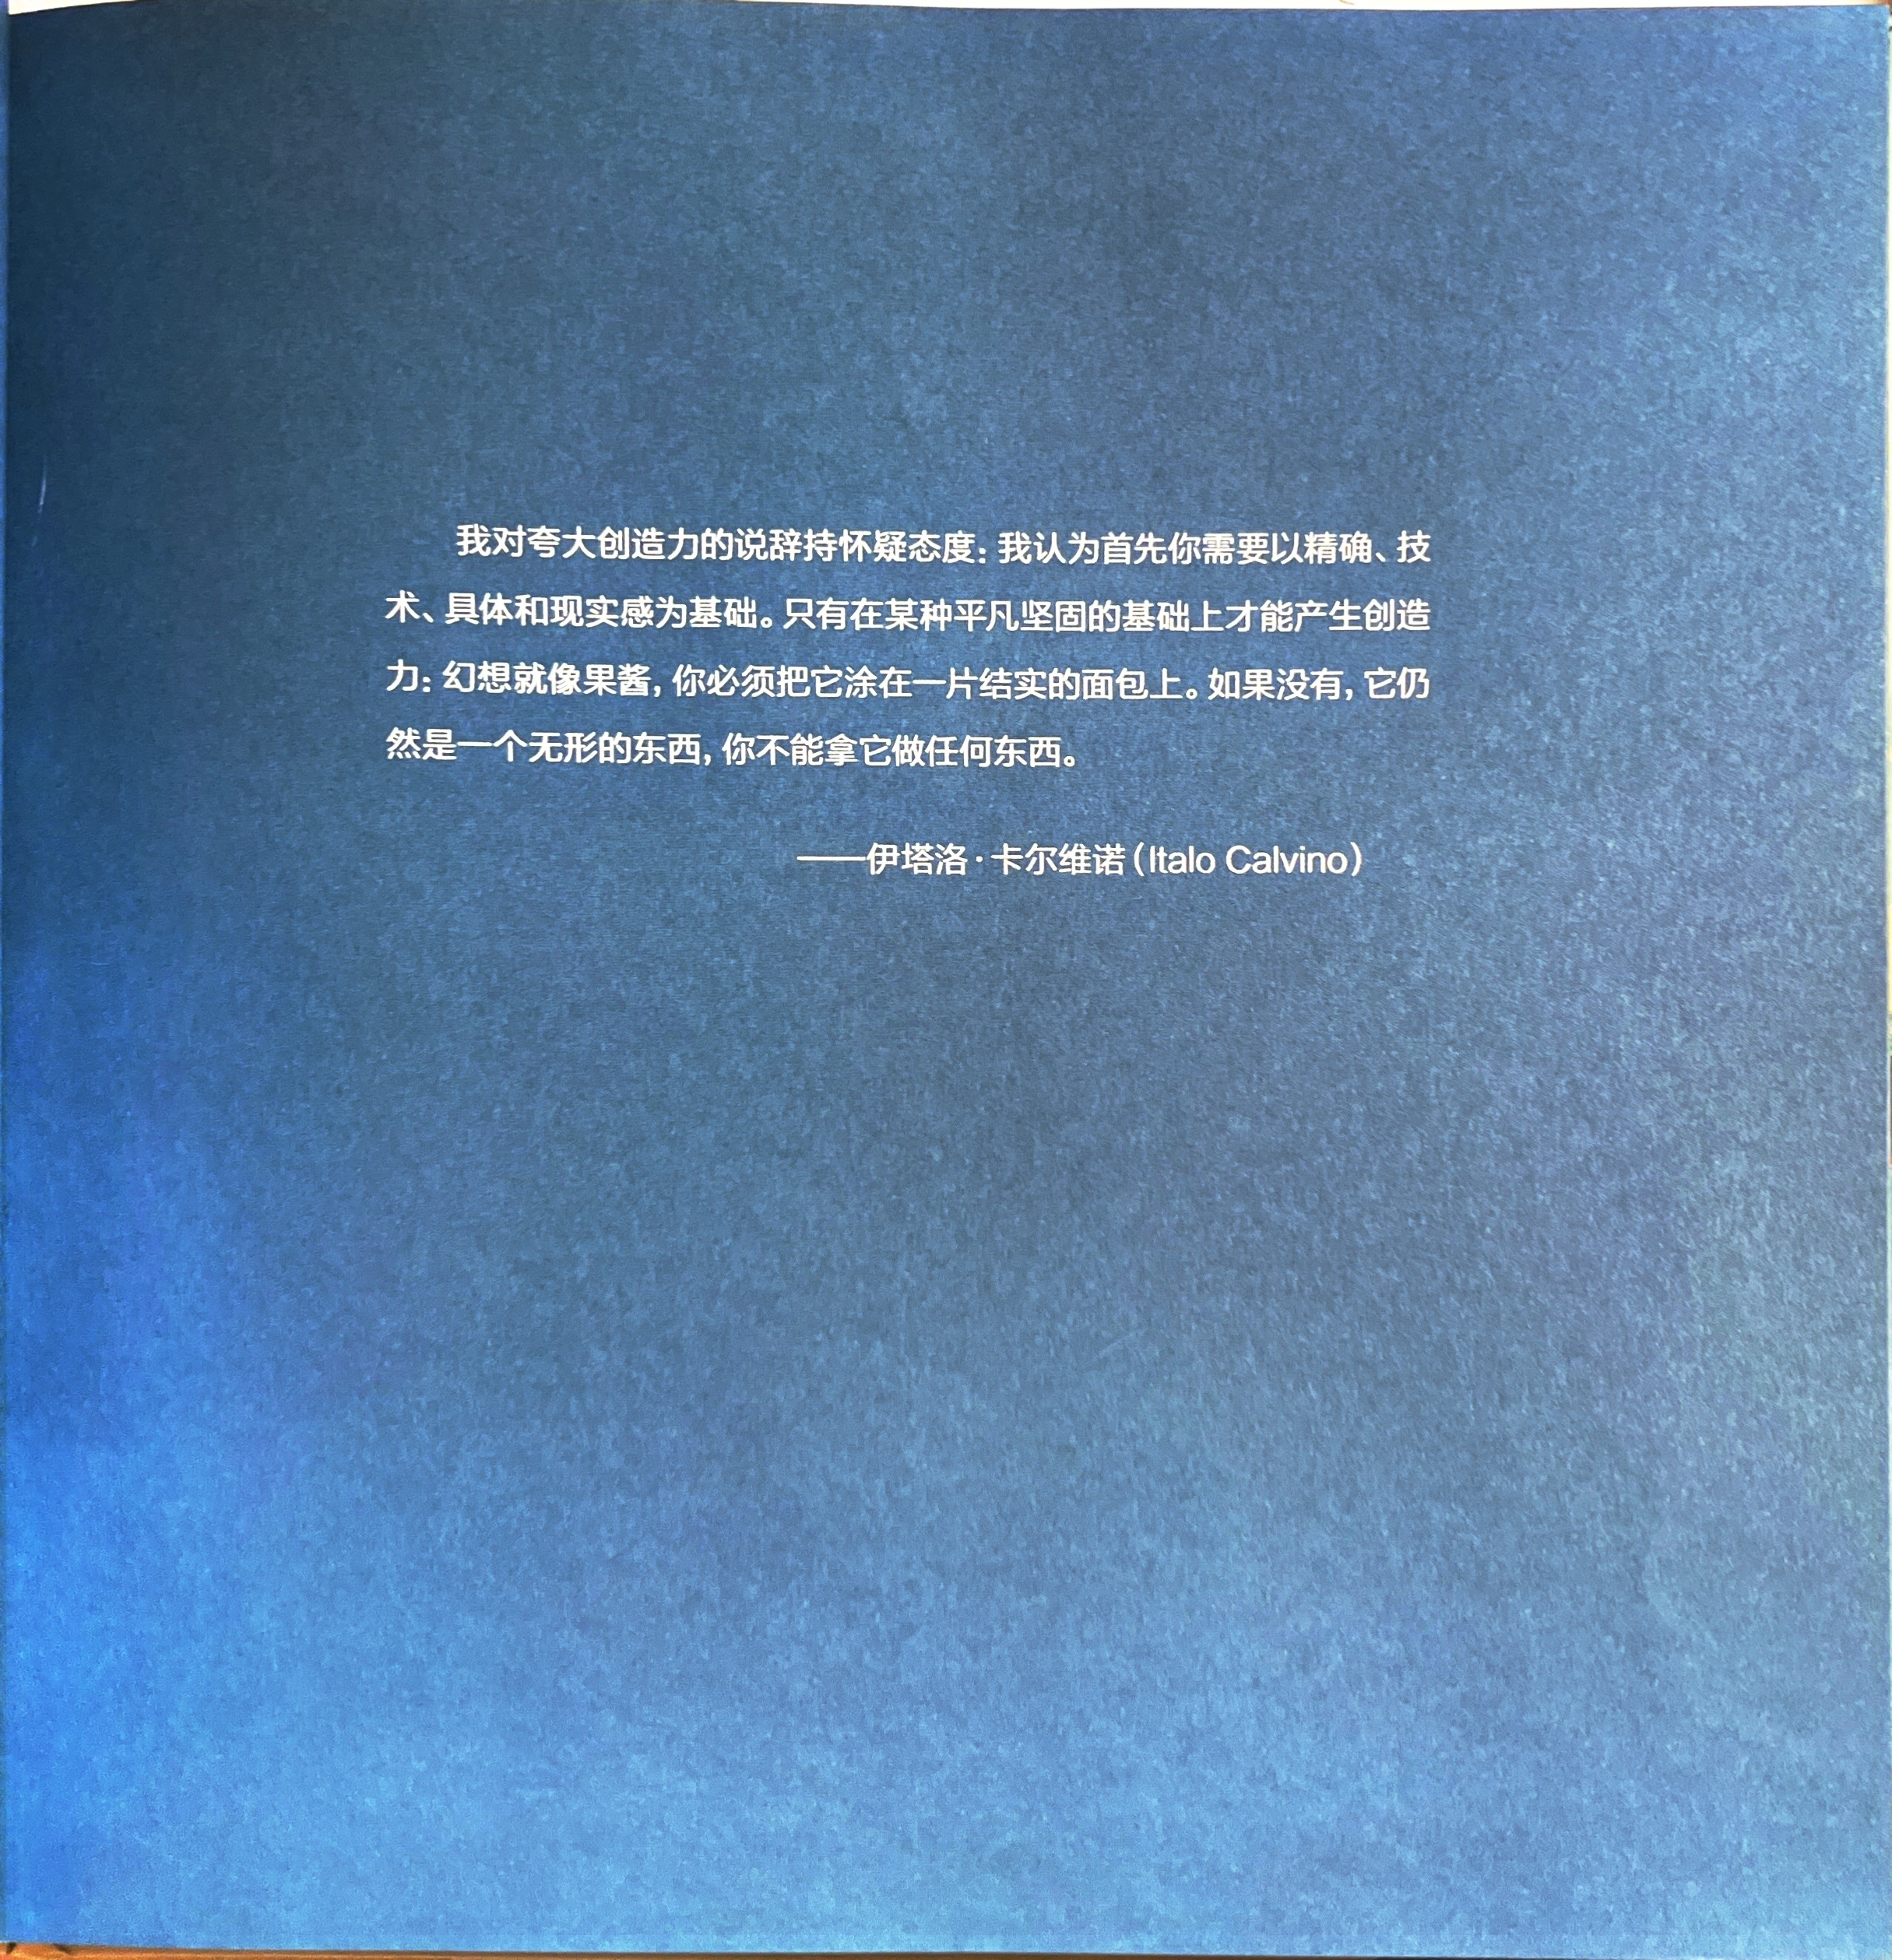 我对夸大创造力的说辞持怀疑态度：我认为首先你需要以精确、技
术、具体和现实感为基础。只有在某种平凡坚固的基础上才能产生创造
力：幻想就像果酱，你必须把它涂在一片结实的面包上。如果没有，它仍
然是一个无形的东西，你不能拿它做任何东西。
——伊塔洛·卡尔维诺（Italo Calvino）